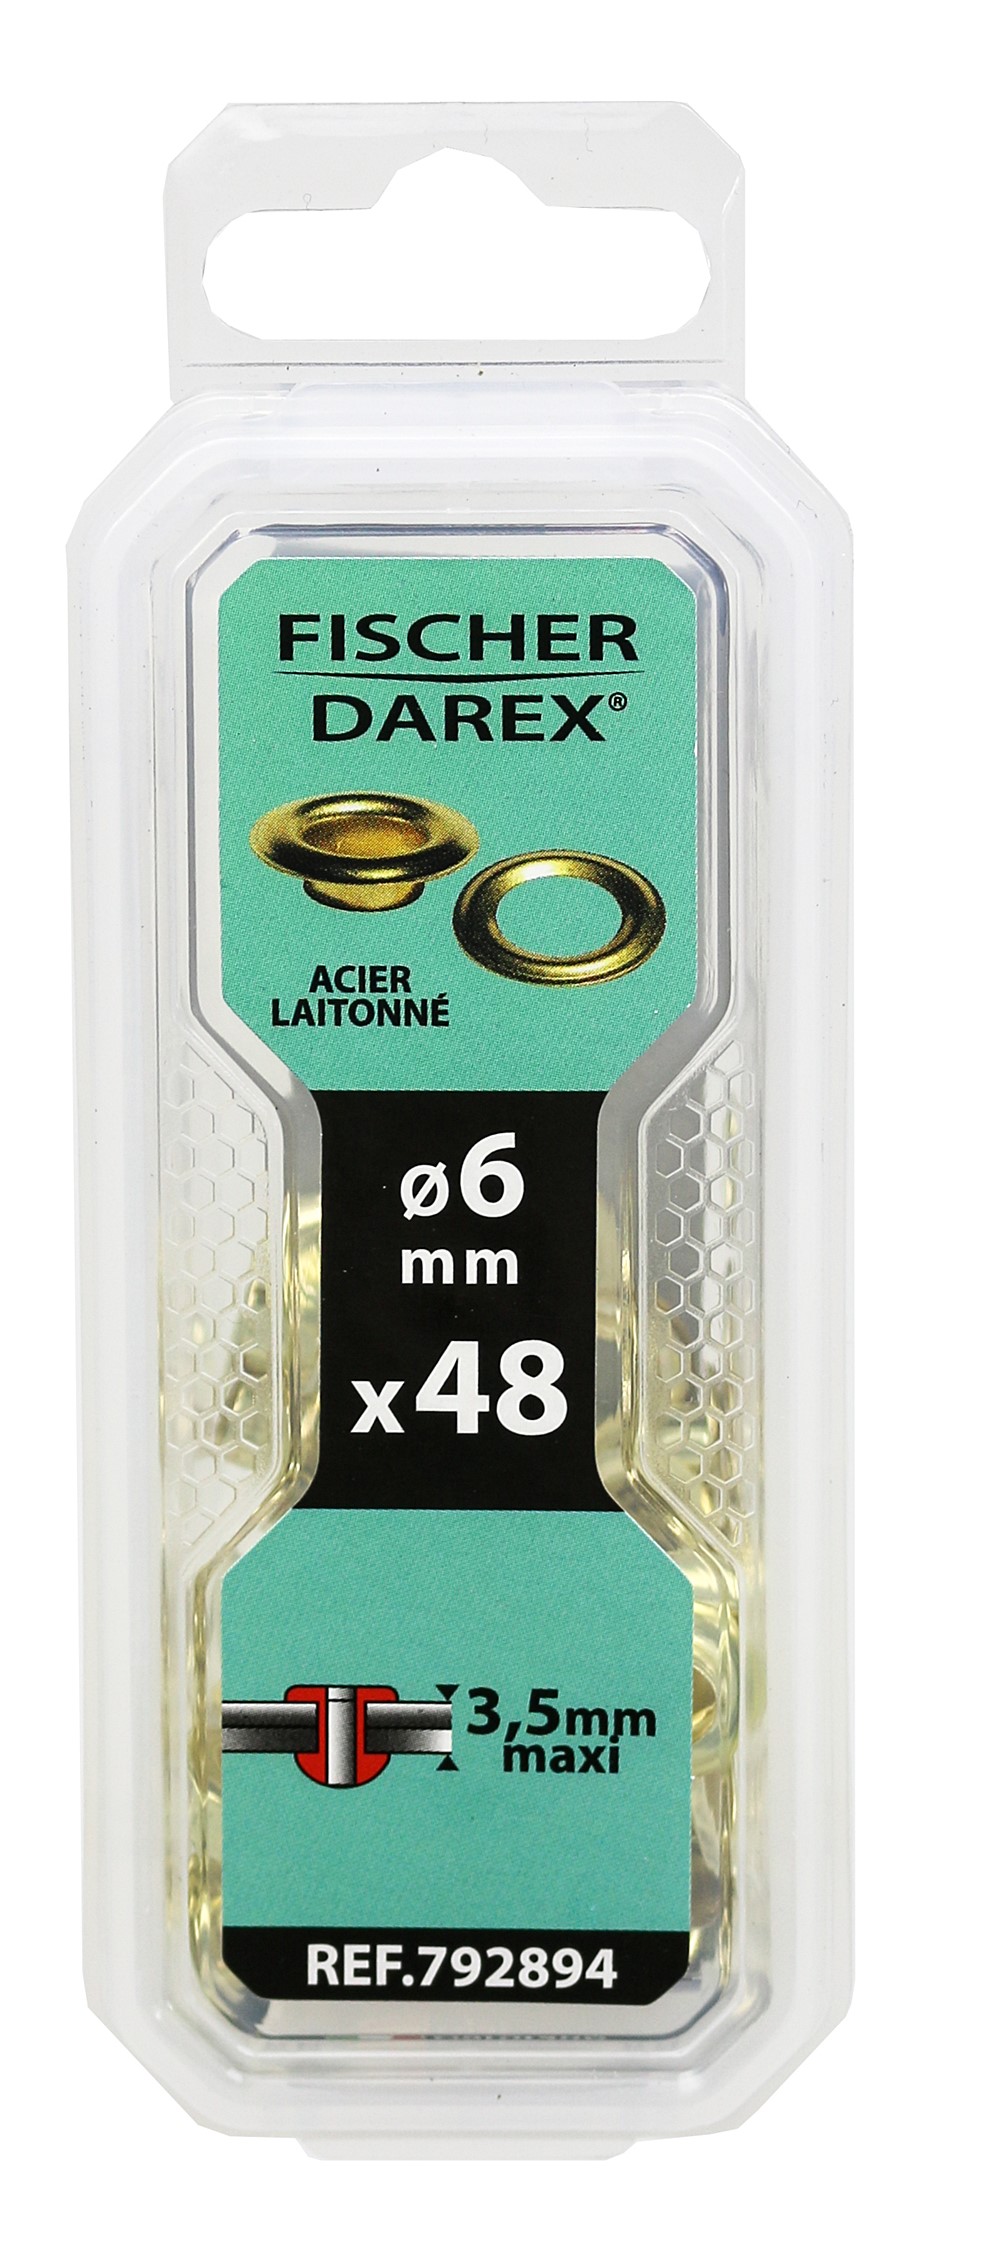 FISCHER
DAREX®
ACIER
LAITONNÉ
ø6
mm
x48
3,5mm
maxi
REF.792894